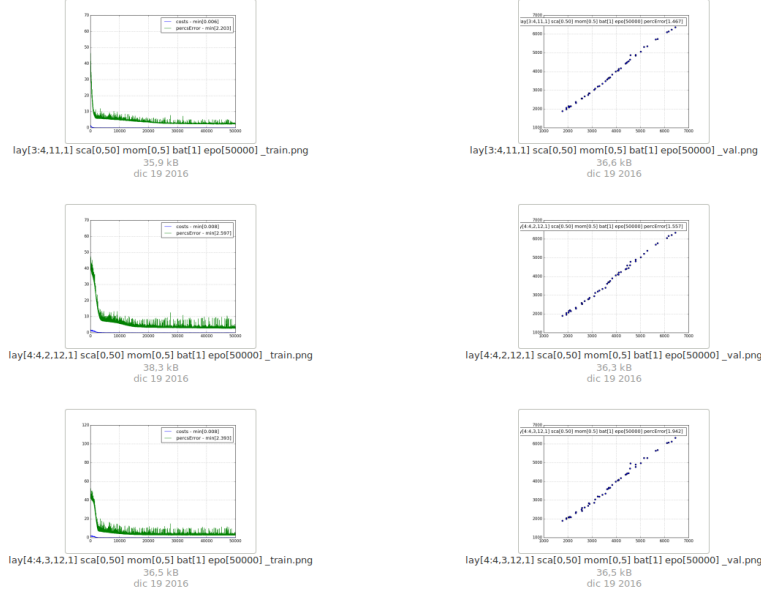 costs - min[0.006]
percsError - min[2.203]
lay[3:4,11,1] sca[0,50] mom[0,5] bat[1] epo[50000] _train.png
35,9 kB
dic 19 2016
lay[3:4,11,1] sca[0.50] mom[0.5] bat[1] epo[50000] percError[1.467]
lay[3:4,11,1] sca[0,50] mom[0,5] bat[1] epo[50000] _val.png
36,6 kB
dic 19 2016
costs - min[0.008]
percsError - min[2.597]
lay[4:4,2,12,1] sca[0,50] mom[0,5] bat[1] epo[50000] _train.png
38,3 kB
dic 19 2016
/[4:4,2,12,1] sca[0.50] mom[0.5] bat[1] epo[50000] percError[1.557]
lay[4:4,2,12,1] sca[0,50] mom[0,5] bat[1] epo[50000] _val.png
36,3 kB
dic 19 2016
costs - min[0.008]
percsError - min[2.393]
lay[4:4,3,12,1] sca[0,50] mom[0,5] bat[1] epo[50000] _train.png
36,5 kB
dic 19 2016
/[4:4,3,12,1] sca[0.50] mom[0.5] bat[1] epo[50000] percError[1.942]
lay[4:4,3,12,1] sca[0,50] mom[0,5] bat[1] epo[50000] _val.png
36,5 kB
dic 19 2016